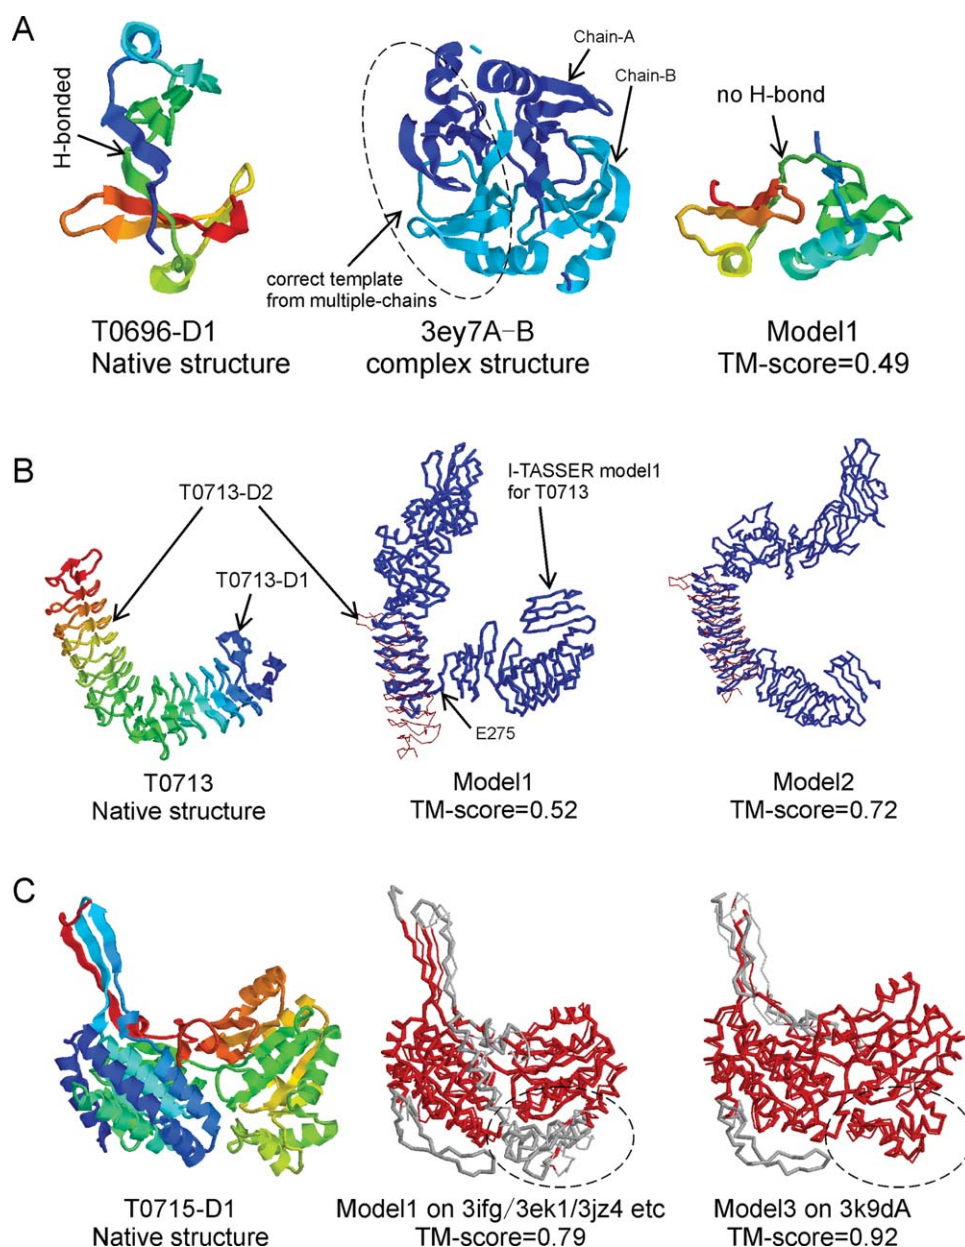 A
H-bonded
Chain-A
Chain-B
no H-bond
correct template
from multiple-chains
T0696-D1
Native structure
3ey7A-B
complex structure
Model1
TM-score=0.49
B
T0713-D2
T0713-D1
I-TASSER model1
for T0713
E275
T0713
Native structure
Model1
TM-score=0.52
Model2
TM-score=0.72
C
T0715-D1
Native structure
Model1 on 3ifg/3ek1/3jz4 etc
TM-score=0.79
Model3 on 3k9dA
TM-score=0.92